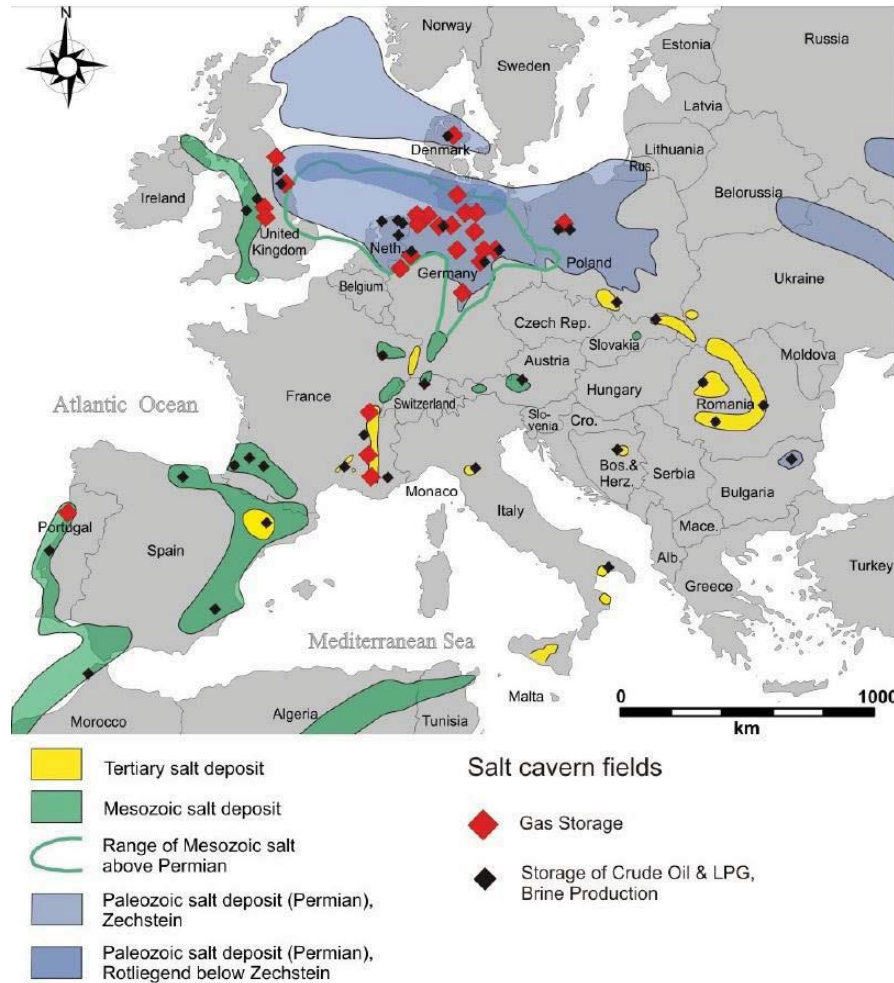 N
Norway
Sweden
Estonia
Russia
Latvia
Denmark
Lithuania
Rus.
Ireland
United
Kingdom
Belorussia
Neth.
Germany
Poland
Belgium
Ukraine
Czech Rep.
Slovakia
Moldova
Austria
France
Switzerland
Hungary
Romania
Atlantic Ocean
Slo-
venia
Cro.
Bos.&
Herz.
Serbia
Monaco
Bulgaria
Italy
Portugal
Spain
Mace.
Alb.
Turkey
Greece
Mediterranean Sea
Malta
0
1000
km
Morocco
Algeria
Tunisia
Tertiary salt deposit
Mesozoic salt deposit
Range of Mesozoic salt
above Permian
Paleozoic salt deposit (Permian),
Zechstein
Paleozoic salt deposit (Permian),
Rotliegend below Zechstein
Salt cavern fields
Gas Storage
Storage of Crude Oil & LPG,
Brine Production